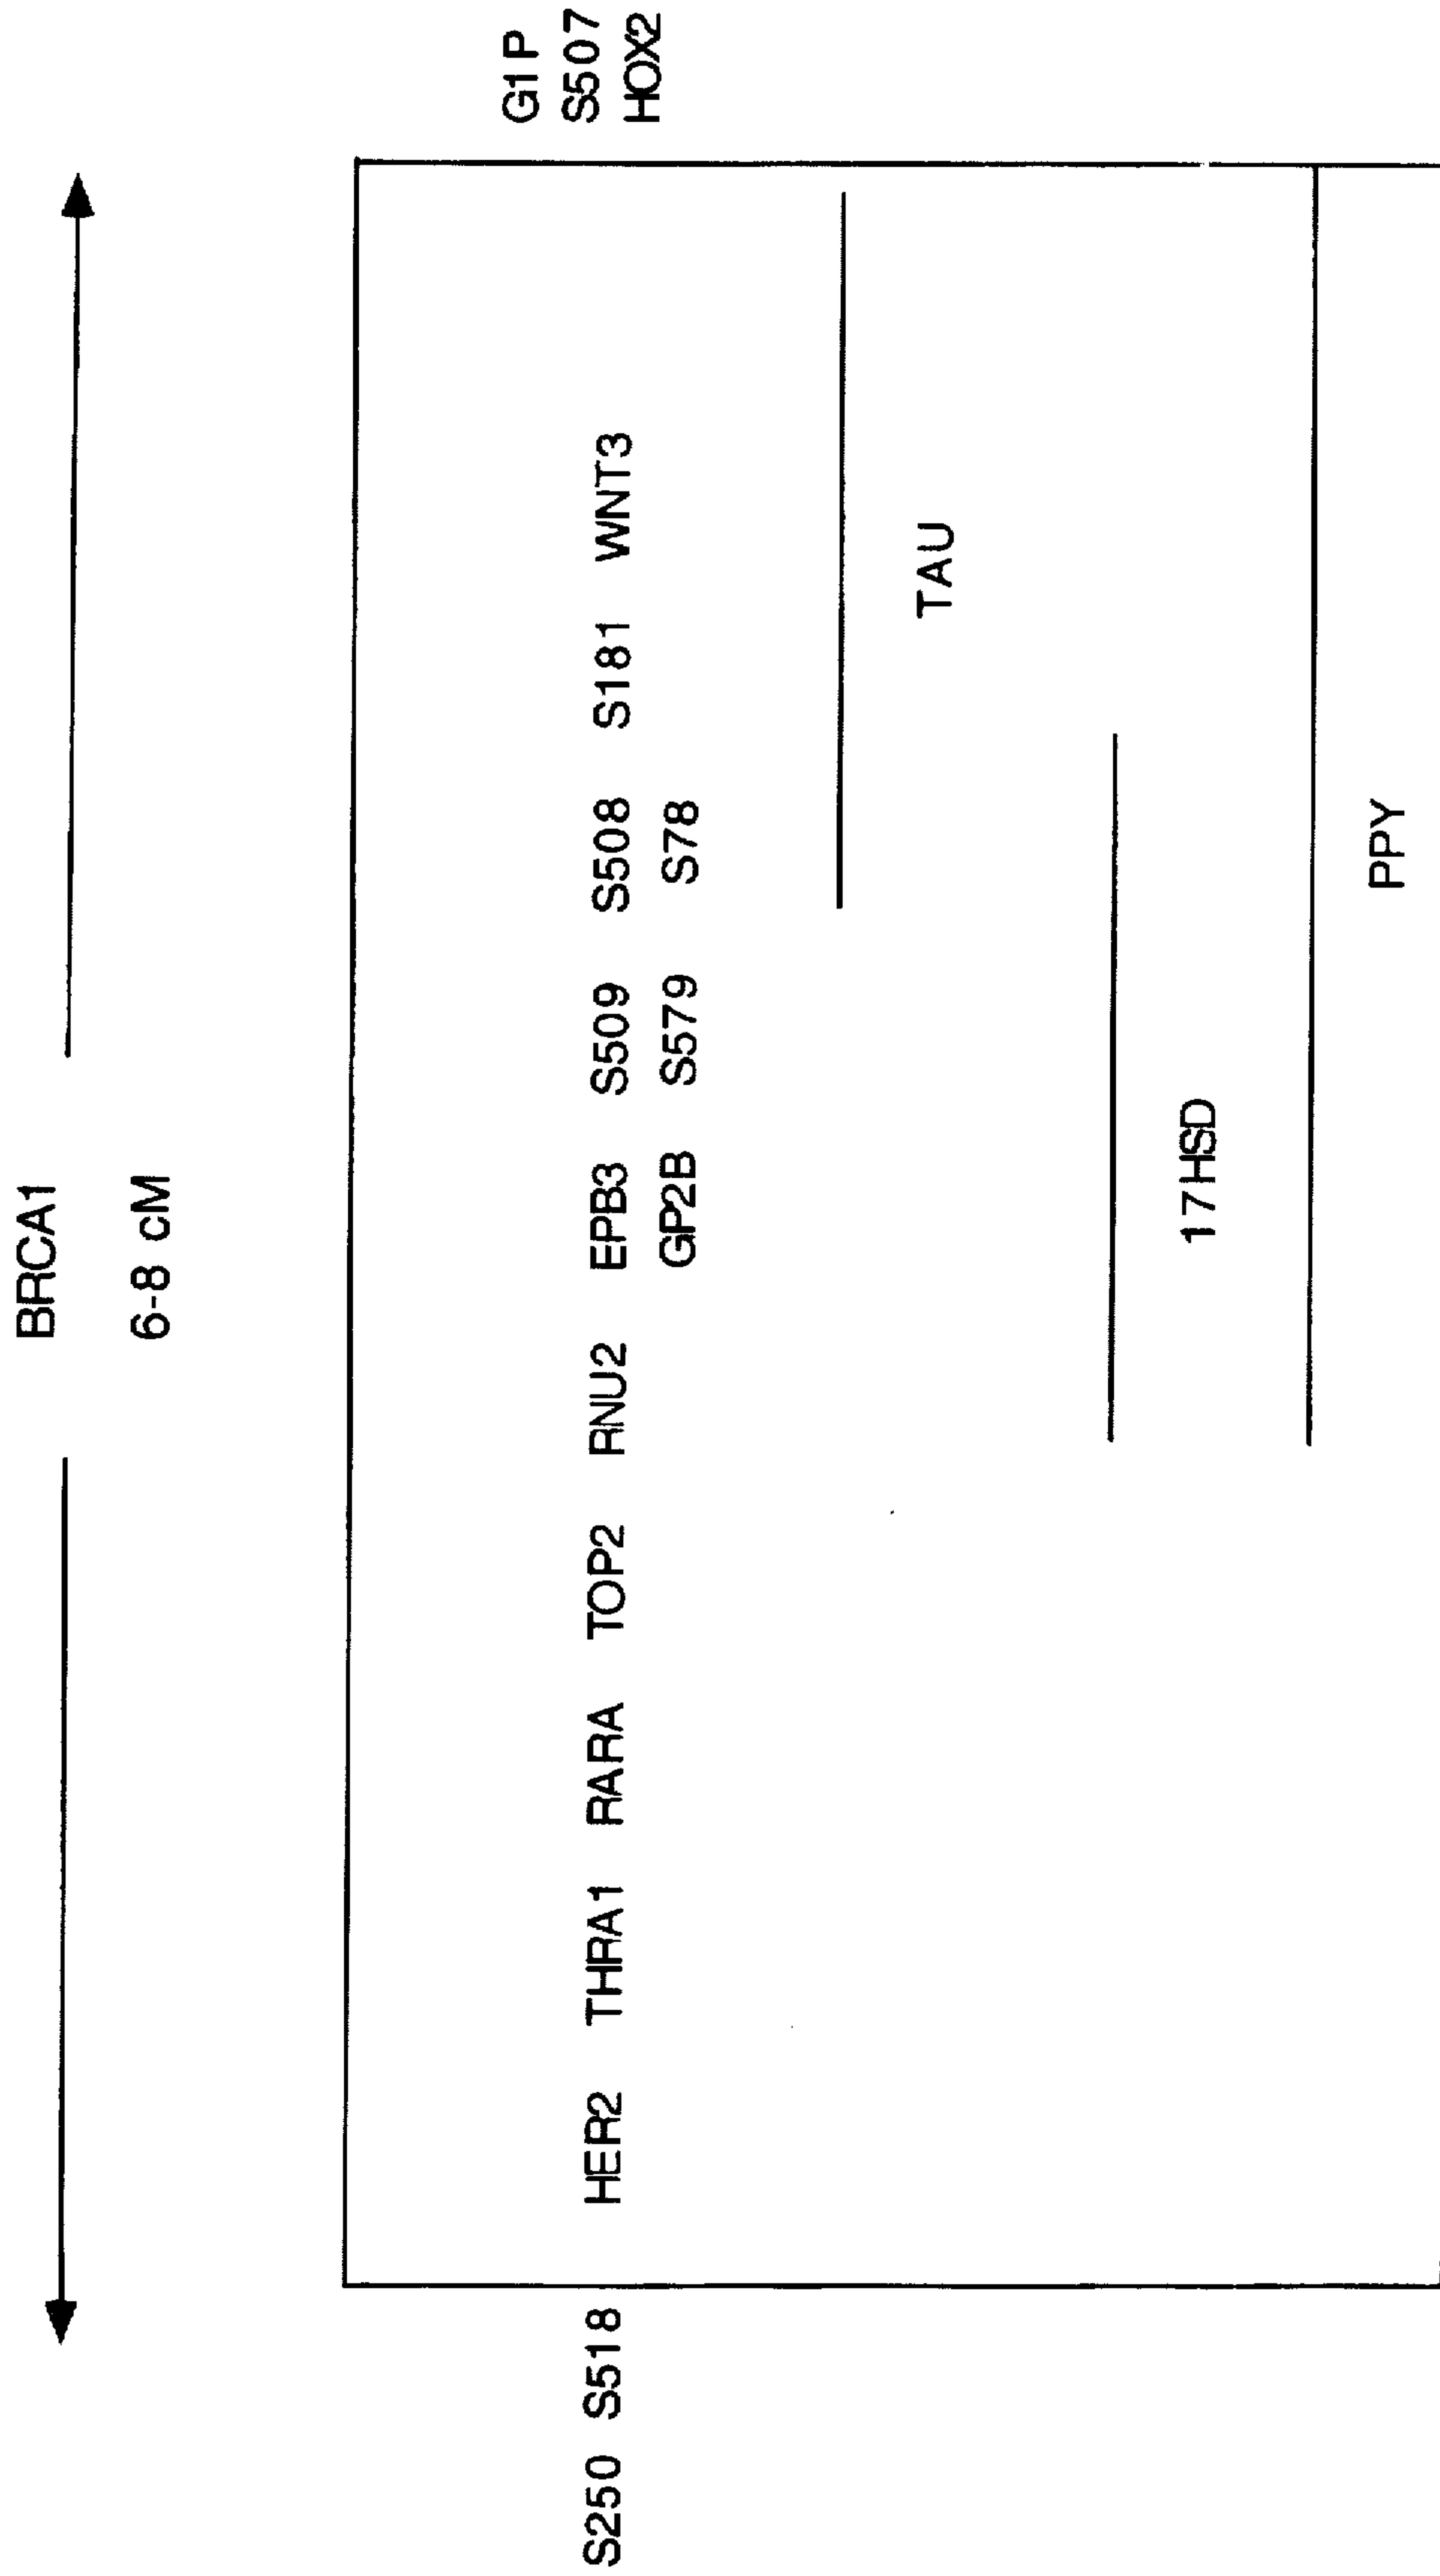 BRCA1
6-8 cM
G1P
S507
HOX2
S250 S518 HER2 THRA1 RARA TOP2 RNU2 EPB3 S509 S508 S181 WNT3
GP2B S579 S78
TAU
17HSD
PPY